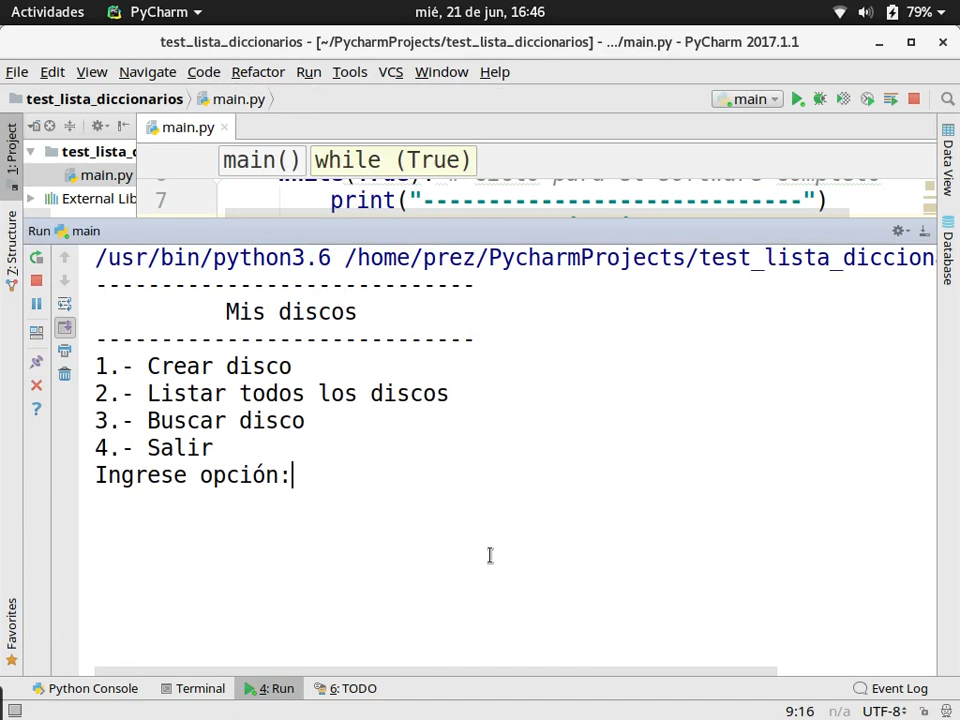 Actividades PyCharm mié, 21 de jun, 16:46 79%
test_lista_diccionarios - [~/PycharmProjects/test_lista_diccionarios] - .../main.py - PyCharm 2017.1.1
File Edit View Navigate Code Refactor Run Tools VCS Window Help
test_lista_diccionarios main.py main
1: Project
main.py
main() while (True)
test_lista_d
main.py
7 print("-----------------------------")
External Lib
Data View
Z: Structure
Run main
Database
/usr/bin/python3.6 /home/prez/PycharmProjects/test_lista_diccion
-----------------------------
Mis discos
-----------------------------
1.- Crear disco
2.- Listar todos los discos
3.- Buscar disco
4.- Salir
Ingrese opción:
Favorites
Python Console Terminal 4: Run 6: TODO Event Log
9:16 n/a UTF-8